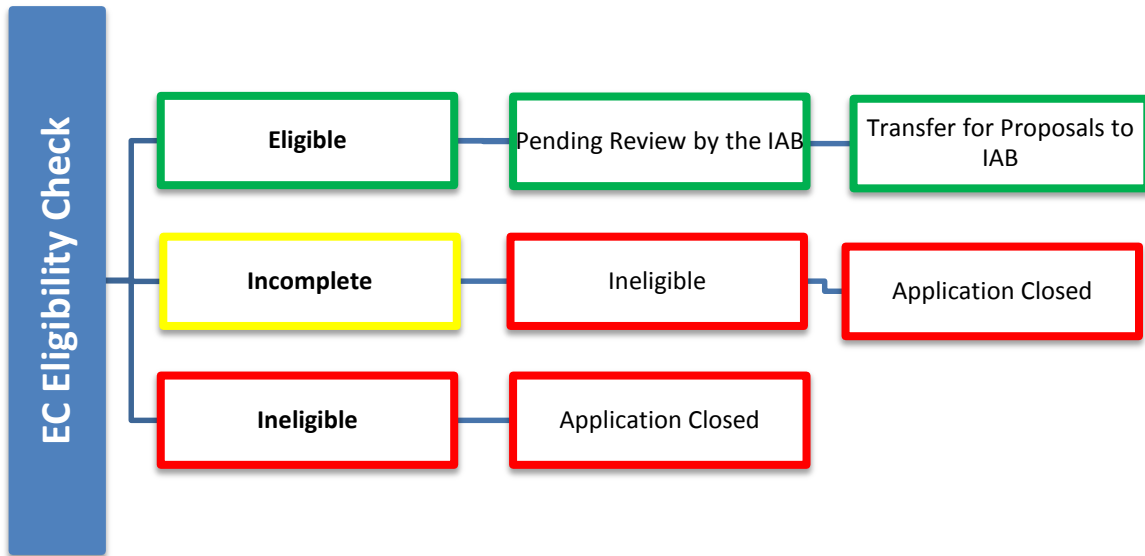 EC Eligibility Check
Eligible
Pending Review by the IAB
Transfer for Proposals to
IAB
Incomplete
Ineligible
Application Closed
Ineligible
Application Closed